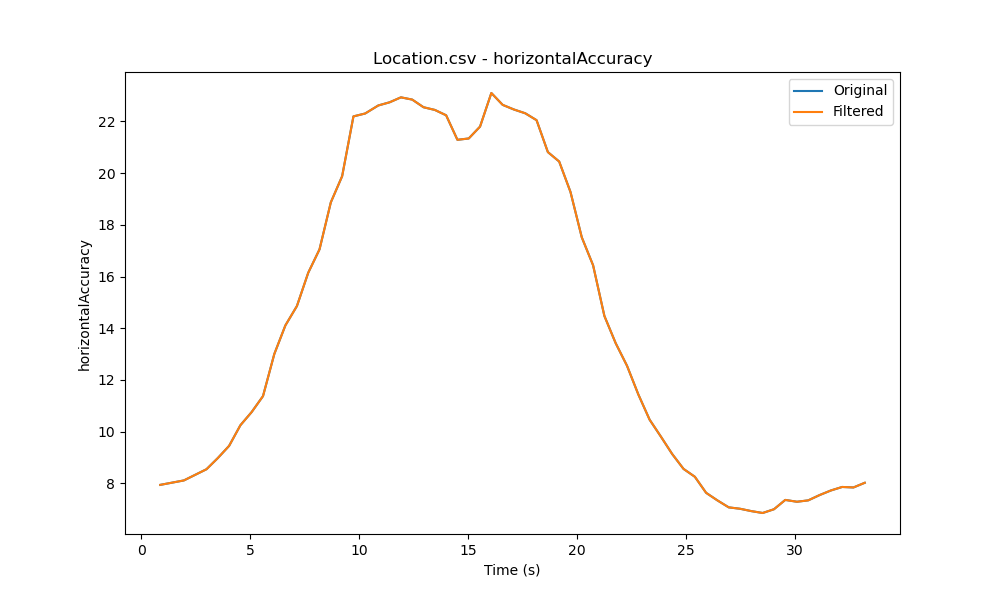 Location.csv - horizontalAccuracy
Original
Filtered
22
20
18
16
14
12
10
8
horizontalAccuracy
0 5 10 15 20 25 30
Time (s)